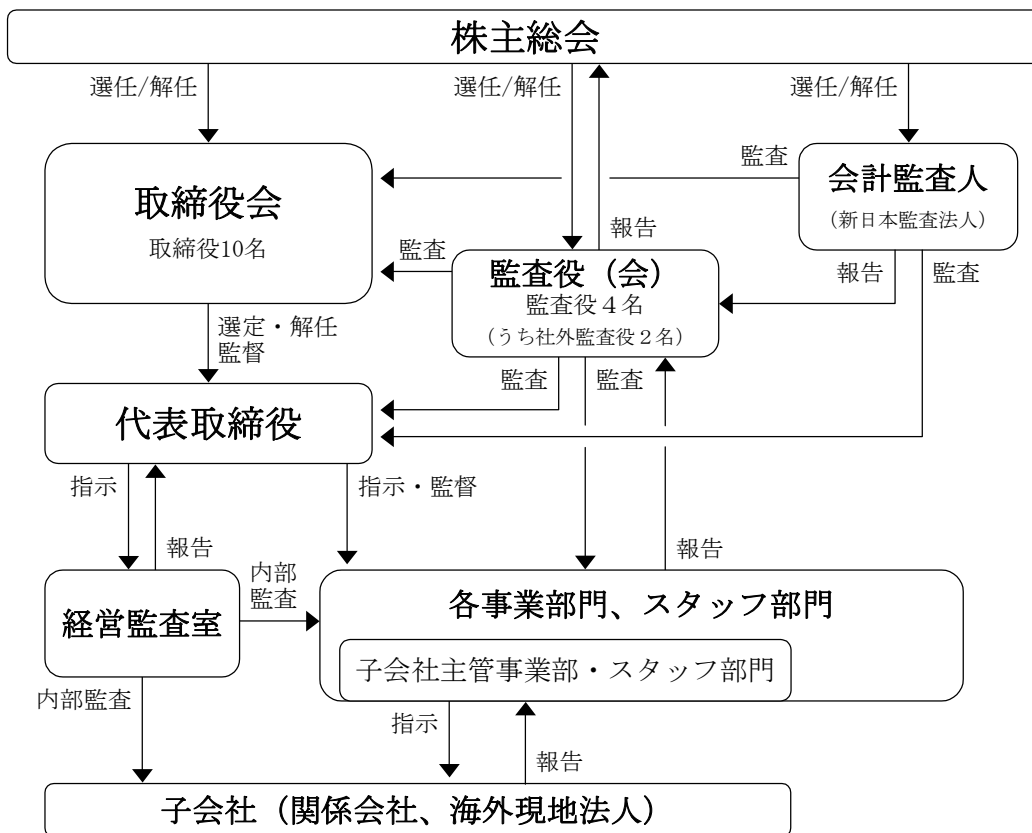 株主総会
選任/解任
選任/解任
選任/解任
監査
会計監査人
(新日本監査法人)
取締役会
取締役10名
報告
監査
監査役（会）
監査役４名
(うち社外監査役２名)
報告
監査
選定・解任
監督
監査
監査
代表取締役
指示
指示・監督
報告
報告
内部
監査
経営監査室
各事業部門、スタッフ部門
子会社主管事業部・スタッフ部門
内部監査
指示
報告
子会社（関係会社、海外現地法人）